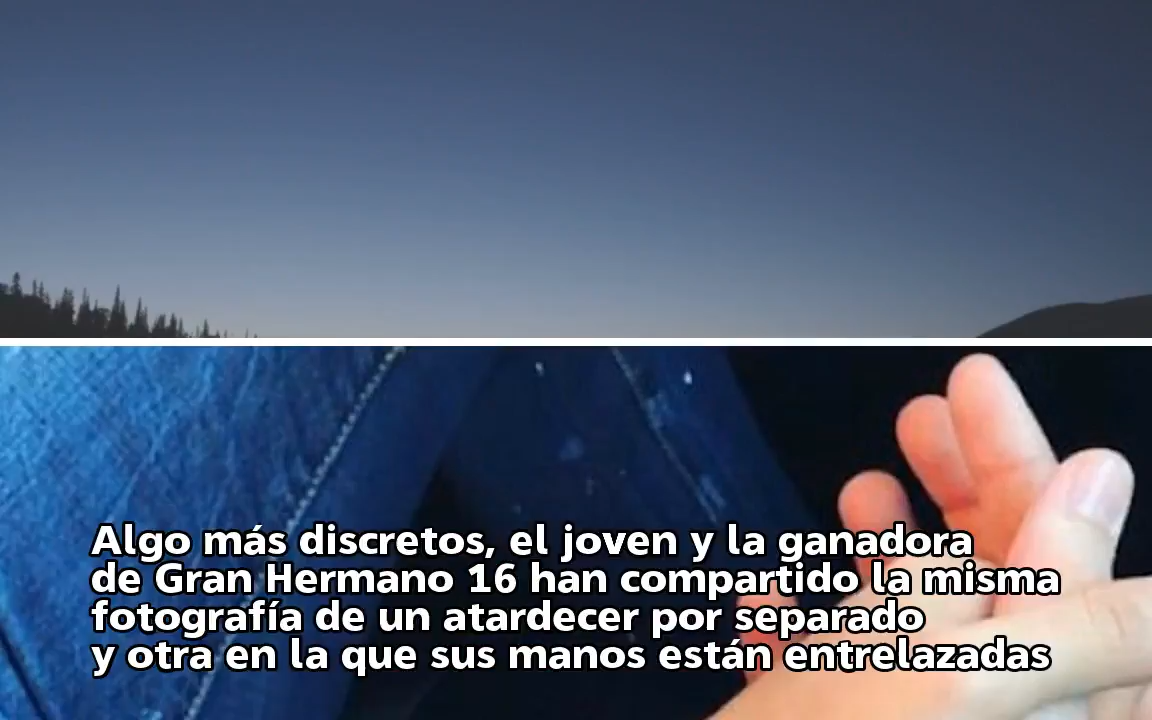 Algo más discretos, el joven y la ganadora
de Gran Hermano 16 han compartido la misma
fotografía de un atardecer por separado
y otra en la que sus manos están entrelazadas